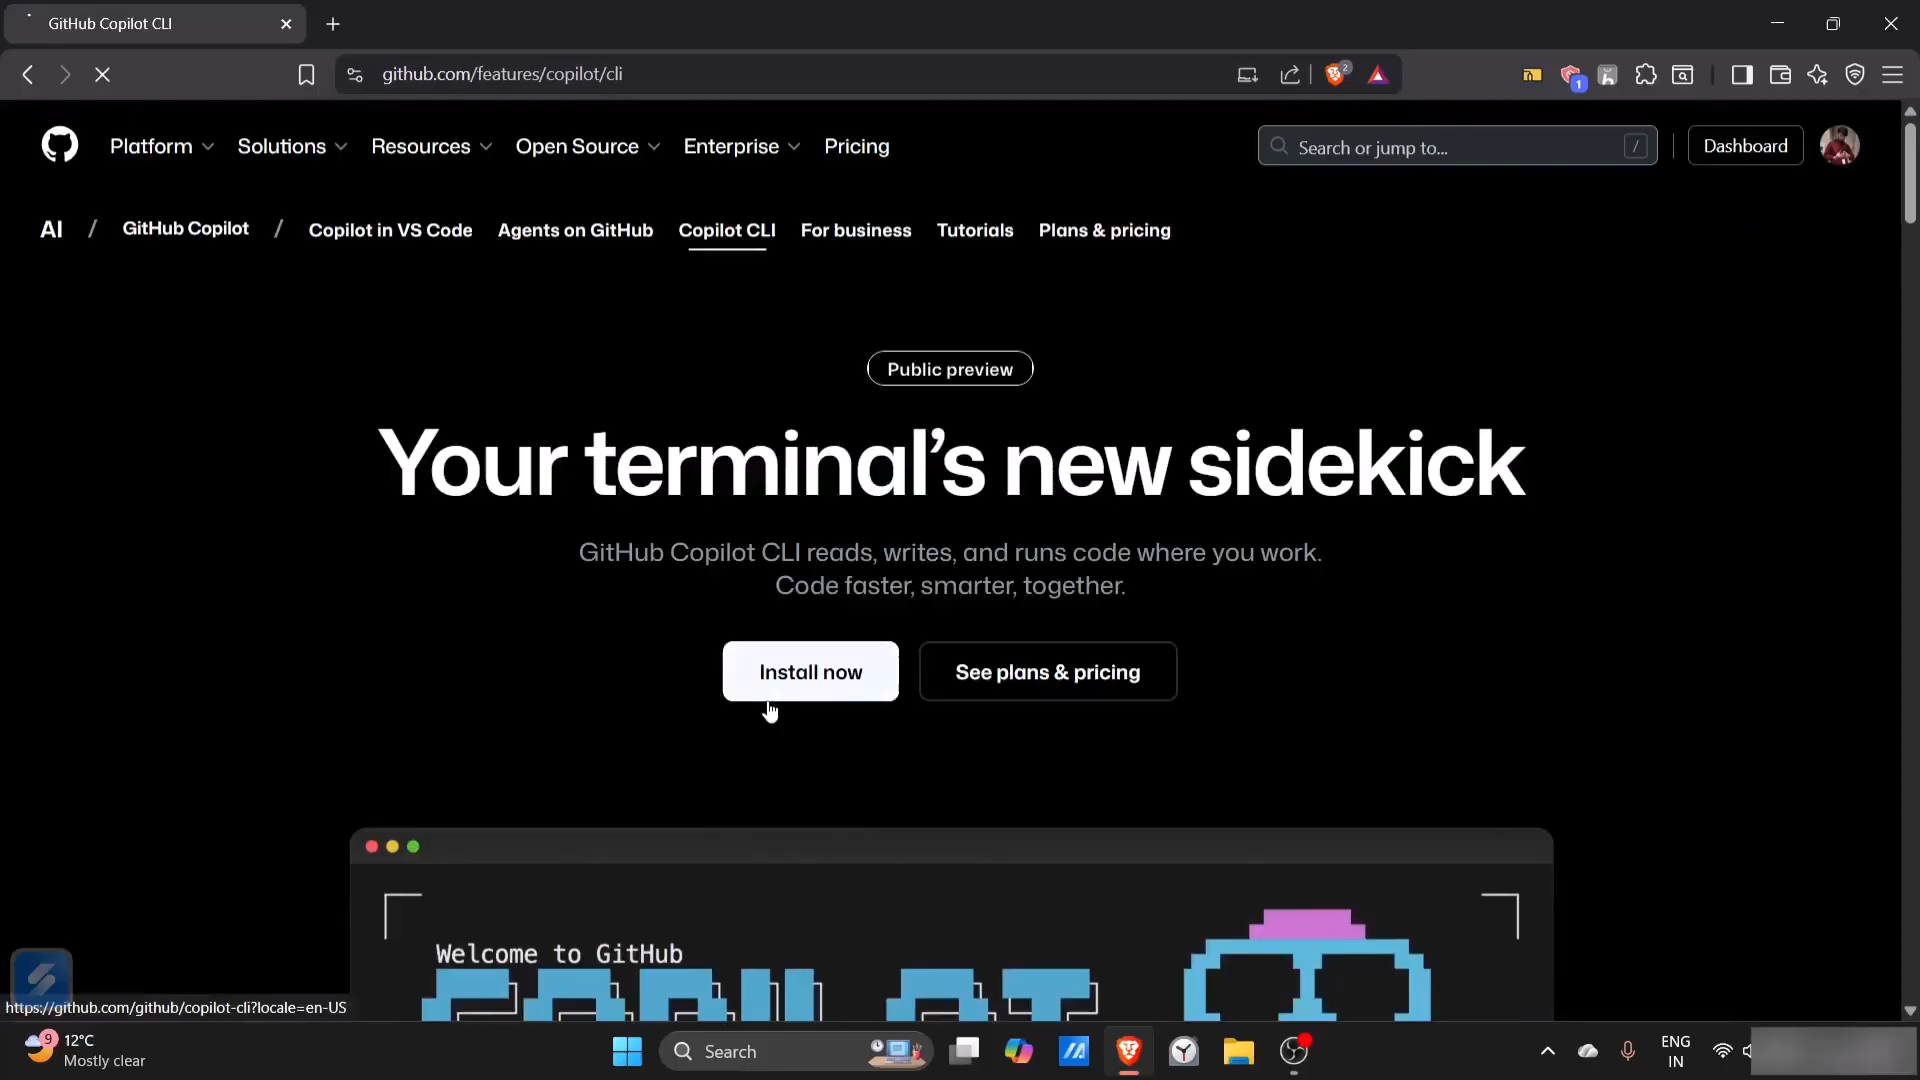 GitHub Copilot CLI
github.com/features/copilot/cli
2
1
Platform
Solutions
Resources
Open Source
Enterprise
Pricing
Search or jump to...
/
Dashboard
AI / GitHub Copilot / Copilot in VS Code
Agents on GitHub
Copilot CLI
For business
Tutorials
Plans & pricing
Public preview
Your terminal’s new sidekick
GitHub Copilot CLI reads, writes, and runs code where you work.
Code faster, smarter, together.
Install now
See plans & pricing
Welcome to GitHub
COPILOT
https://github.com/github/copilot-cli?locale=en-US
9
12°C
Mostly clear
Search
ENG
IN